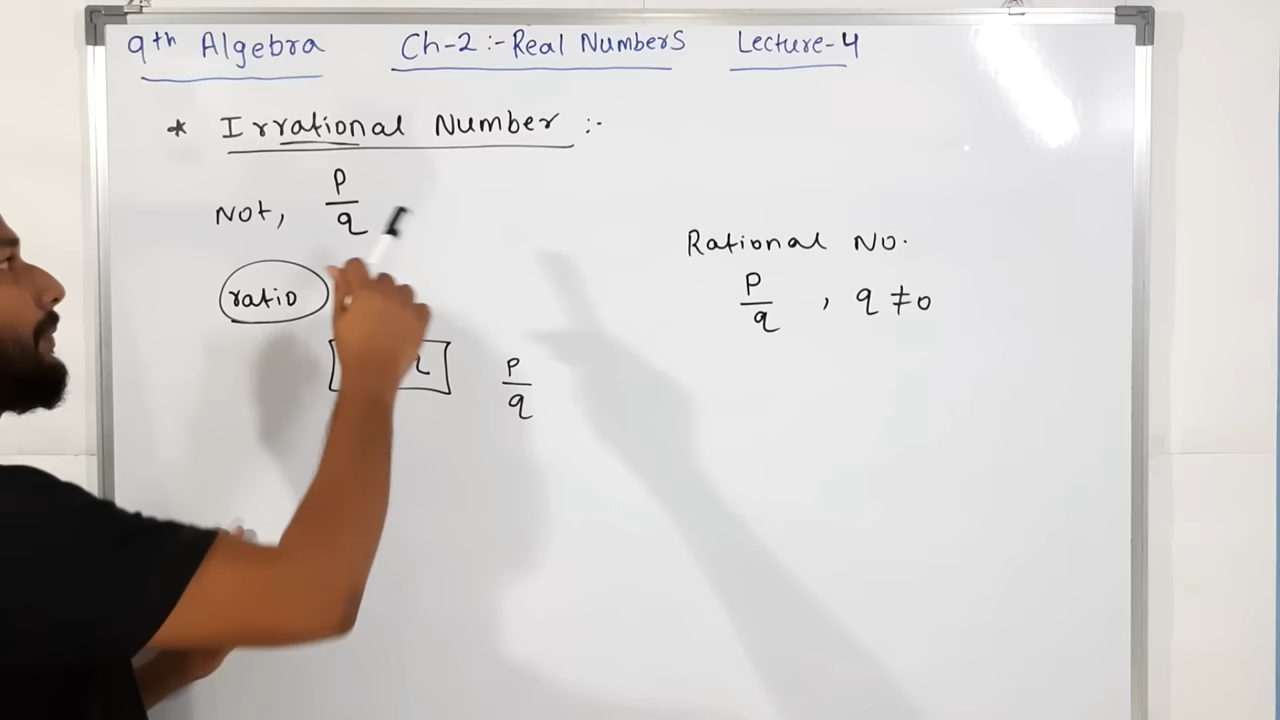 9th Algebra Ch-2:- Real Numbers Lecture-4
* Irrational Number :-
Not, P/q
Rational No.
P/q , q ≠ 0
ratio
P/q